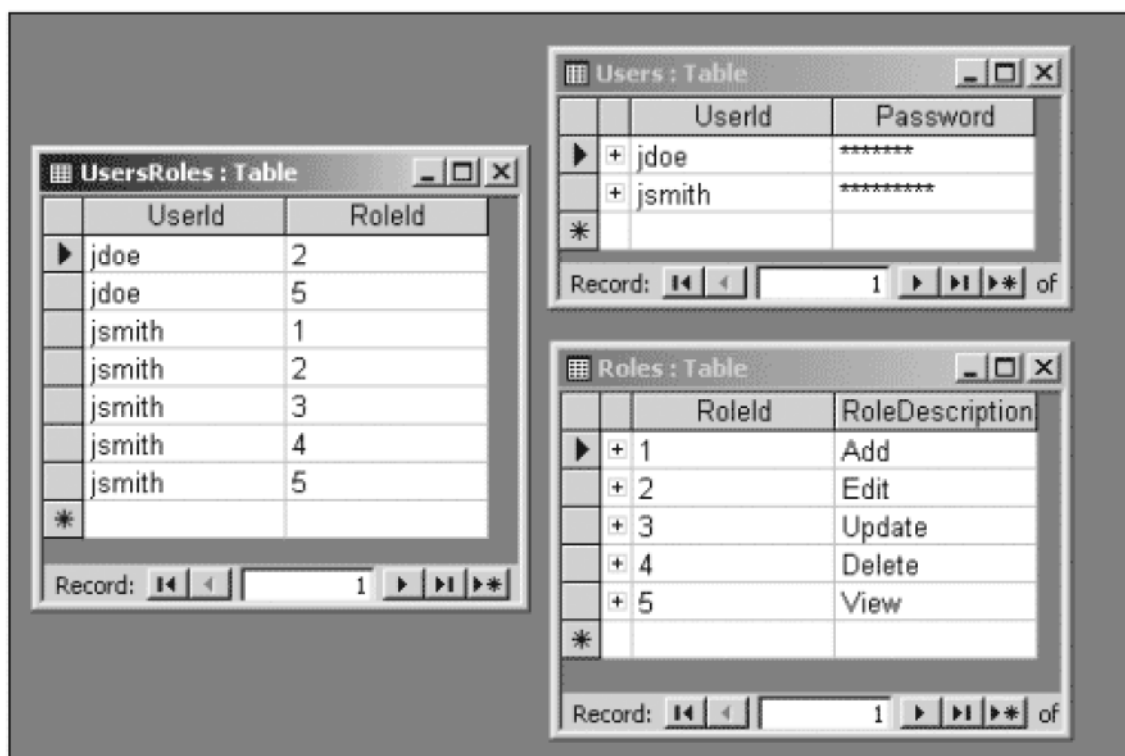 UsersRoles : Table
UserId RoleId
jdoe 2
jdoe 5
jsmith 1
jsmith 2
jsmith 3
jsmith 4
jsmith 5
Record: 1
Users : Table
UserId Password
jdoe *******
jsmith *********
Record: 1 of
Roles : Table
RoleId RoleDescription
1 Add
2 Edit
3 Update
4 Delete
5 View
Record: 1 of